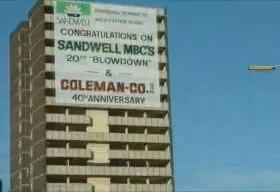 SANDWELL
CONGRATULATIONS ON
SANDWELL MBC'S
20TH "BLOWDOWN"
&
COLEMAN-CO.
40TH ANNIVERSARY